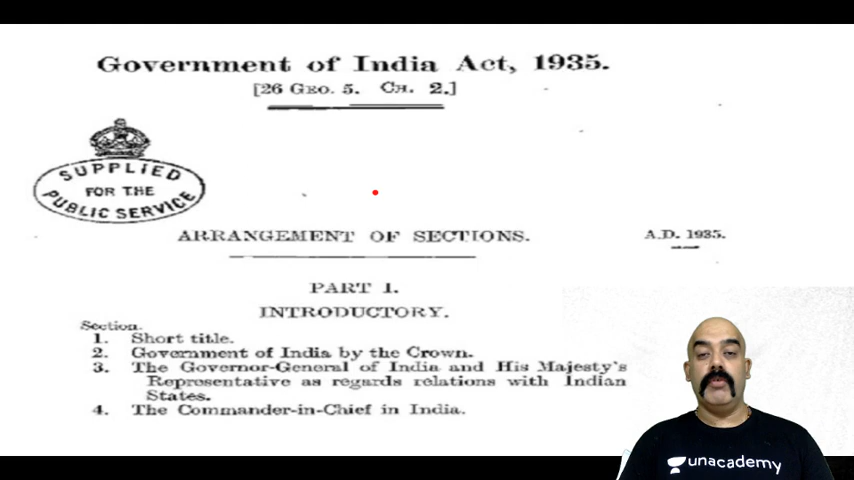 Government of India Act, 1935.
[26 GEO. 5. CH. 2.]
SUPPLIED
FOR THE
PUBLIC SERVICE
ARRANGEMENT OF SECTIONS.
A.D. 1935.
PART I.
INTRODUCTORY.
Section.
1. Short title.
2. Government of India by the Crown.
3. The Governor-General of India and His Majesty's
Representative as regards relations with Indian
States.
4. The Commander-in-Chief in India.
unacademy